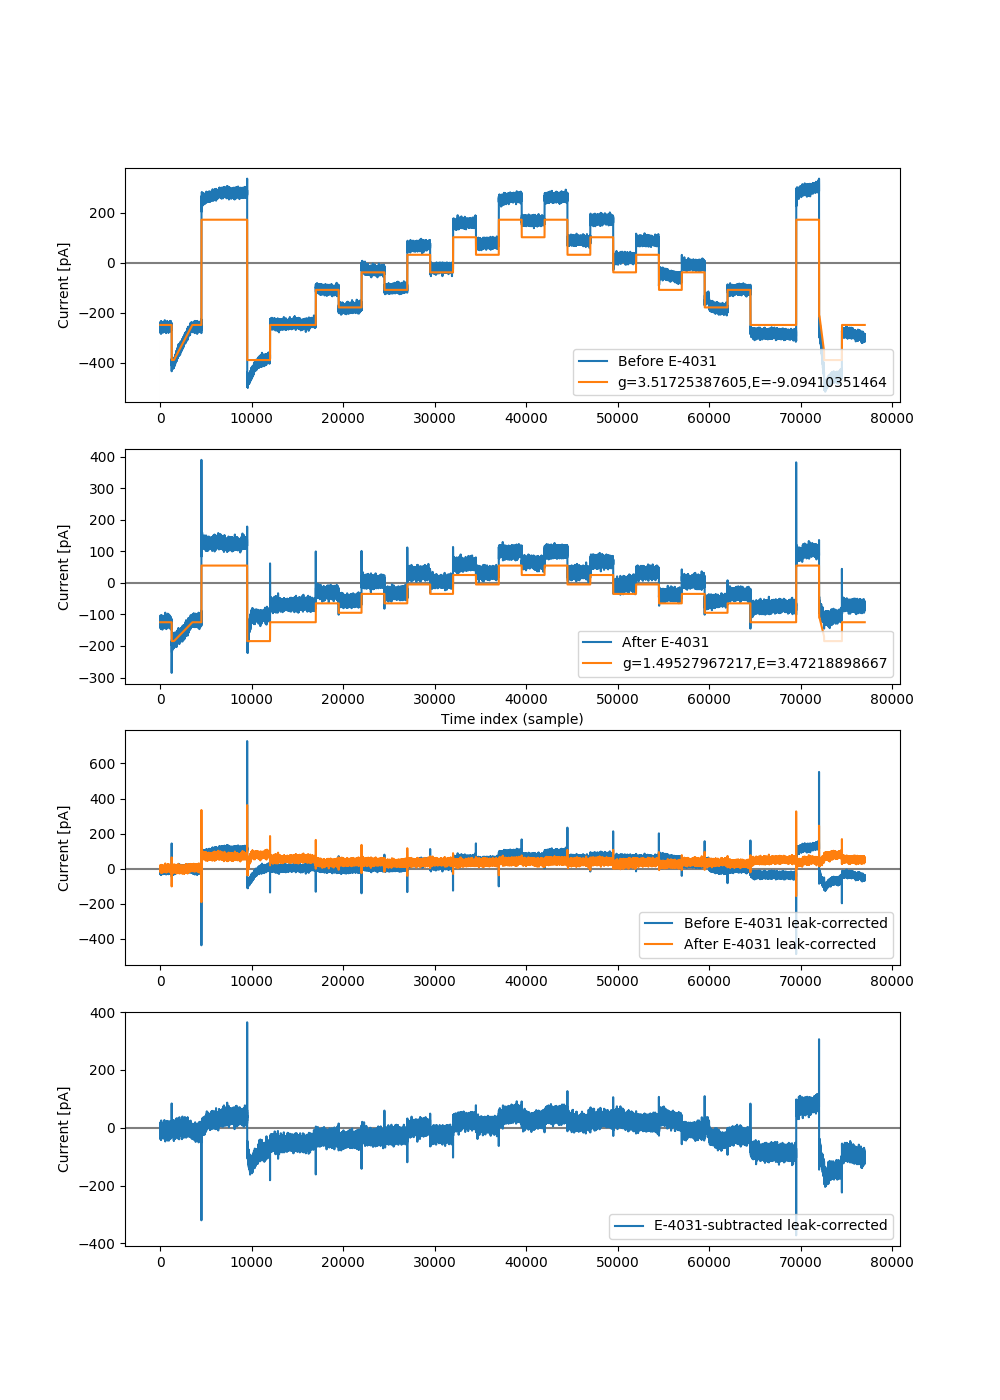 200
0
−200
−400
Current [pA]
Before E-4031
g=3.51725387605,E=-9.09410351464
0 10000 20000 30000 40000 50000 60000 70000 80000
400
300
200
100
0
−100
−200
−300
Current [pA]
After E-4031
g=1.49527967217,E=3.47218898667
0 10000 20000 30000 40000 50000 60000 70000 80000
Time index (sample)
600
400
200
0
−200
−400
Current [pA]
Before E-4031 leak-corrected
After E-4031 leak-corrected
0 10000 20000 30000 40000 50000 60000 70000 80000
400
200
0
−200
−400
Current [pA]
E-4031-subtracted leak-corrected
0 10000 20000 30000 40000 50000 60000 70000 80000